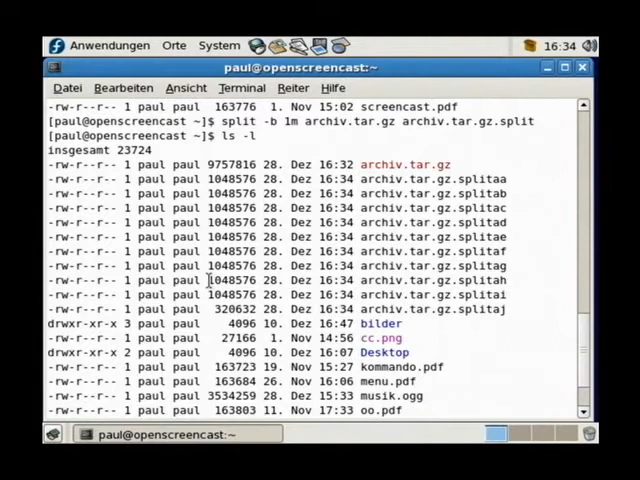 Anwendungen Orte System 16:34
paul@openscreencast:~
Datei Bearbeiten Ansicht Terminal Reiter Hilfe
-rw-r--r-- 1 paul paul 163776 1. Nov 15:02 screencast.pdf
[paul@openscreencast ~]$ split -b 1m archiv.tar.gz archiv.tar.gz.split
[paul@openscreencast ~]$ ls -l
insgesamt 23724
-rw-r--r-- 1 paul paul 9757816 28. Dez 16:32 archiv.tar.gz
-rw-r--r-- 1 paul paul 1048576 28. Dez 16:34 archiv.tar.gz.splitaa
-rw-r--r-- 1 paul paul 1048576 28. Dez 16:34 archiv.tar.gz.splitab
-rw-r--r-- 1 paul paul 1048576 28. Dez 16:34 archiv.tar.gz.splitac
-rw-r--r-- 1 paul paul 1048576 28. Dez 16:34 archiv.tar.gz.splitad
-rw-r--r-- 1 paul paul 1048576 28. Dez 16:34 archiv.tar.gz.splitae
-rw-r--r-- 1 paul paul 1048576 28. Dez 16:34 archiv.tar.gz.splitaf
-rw-r--r-- 1 paul paul 1048576 28. Dez 16:34 archiv.tar.gz.splitag
-rw-r--r-- 1 paul paul 1048576 28. Dez 16:34 archiv.tar.gz.splitah
-rw-r--r-- 1 paul paul 1048576 28. Dez 16:34 archiv.tar.gz.splitai
-rw-r--r-- 1 paul paul 320632 28. Dez 16:34 archiv.tar.gz.splitaj
drwxr-xr-x 3 paul paul 4096 10. Dez 16:47 bilder
-rw-r--r-- 1 paul paul 27166 1. Nov 14:56 cc.png
drwxr-xr-x 2 paul paul 4096 10. Dez 16:07 Desktop
-rw-r--r-- 1 paul paul 163723 19. Nov 15:27 kommando.pdf
-rw-r--r-- 1 paul paul 163684 26. Nov 16:06 menu.pdf
-rw-r--r-- 1 paul paul 3534259 28. Dez 15:33 musik.ogg
-rw-r--r-- 1 paul paul 163803 11. Nov 17:33 oo.pdf
paul@openscreencast:~